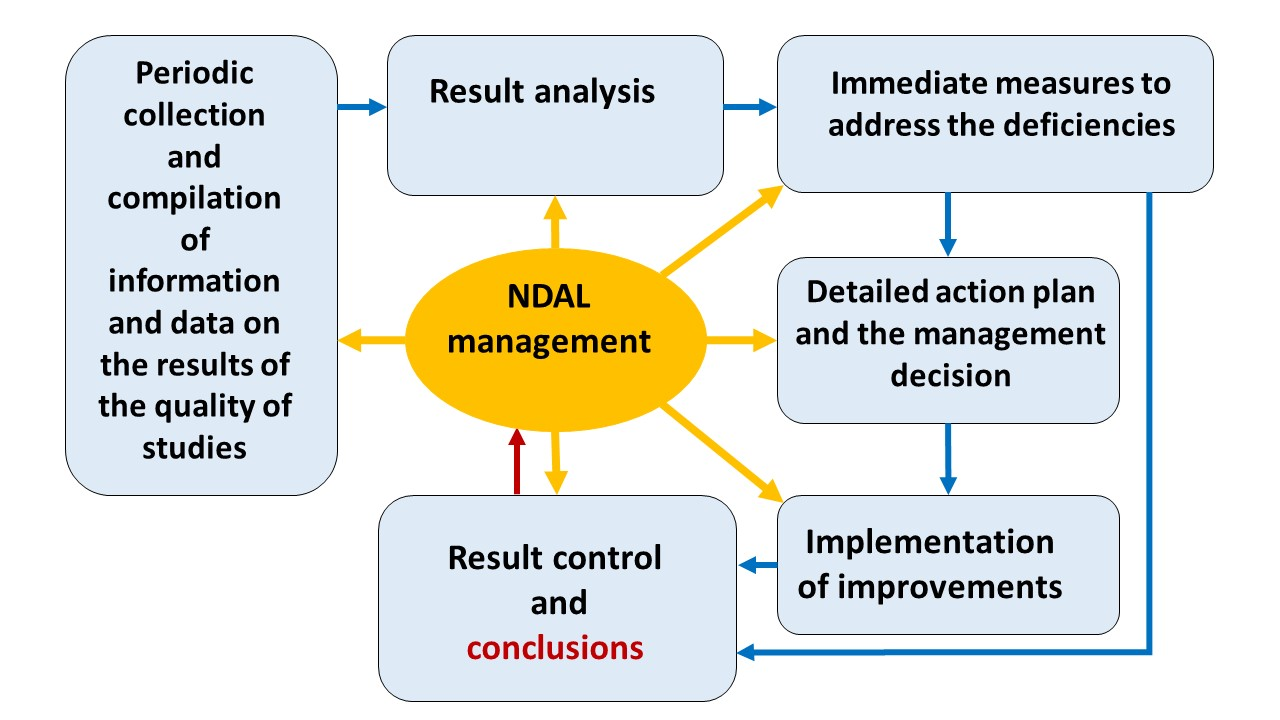 Periodic
collection
and
compilation
of
information
and data on
the results of
the quality of
studies
Result analysis
Immediate measures to
address the deficiencies
NDAL
management
Detailed action plan
and the management
decision
Result control
and
conclusions
Implementation
of improvements